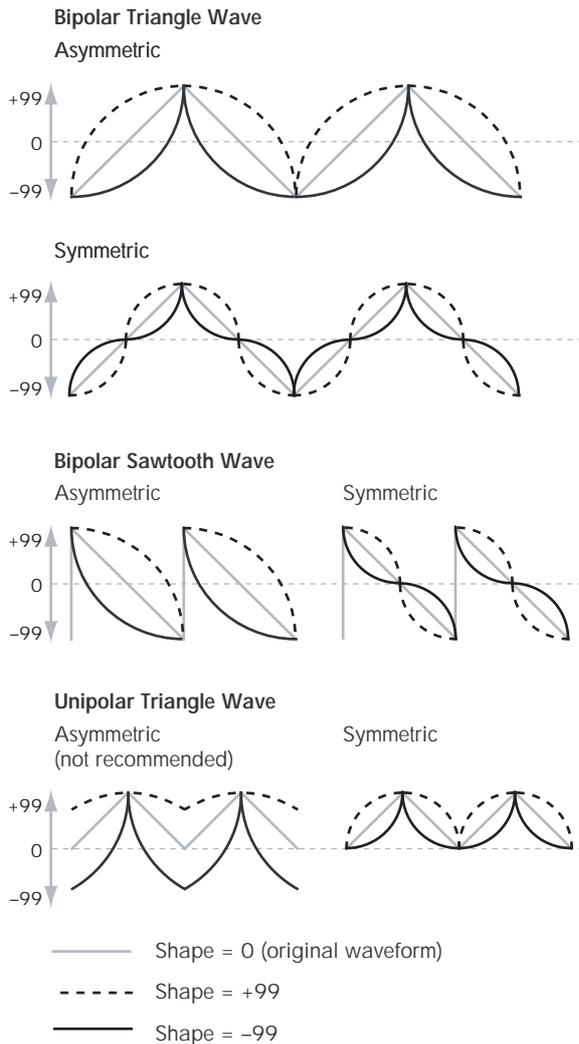 Bipolar Triangle Wave
Asymmetric
+99
0
–99
Symmetric
+99
0
–99
Bipolar Sawtooth Wave
Asymmetric Symmetric
+99
0
–99
Unipolar Triangle Wave
Asymmetric Symmetric
(not recommended)
+99
0
–99
Shape = 0 (original waveform)
Shape = +99
Shape = –99